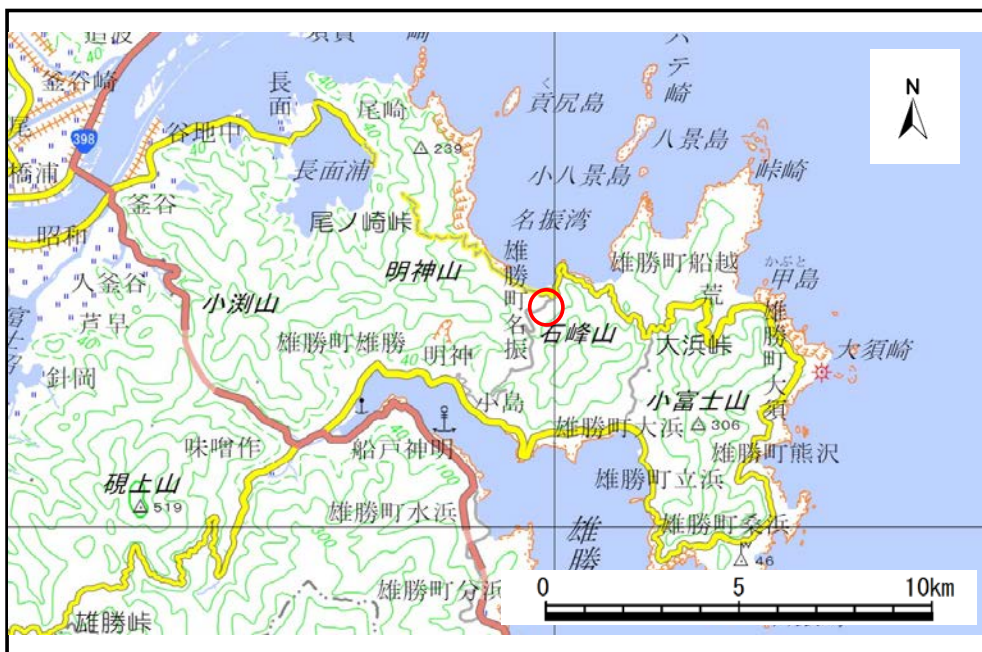 追波
釜谷崎
40
長面
尾崎
239
谷地中
398
橋浦
長面浦
釜谷
尾ノ崎峠
昭和
入釜谷
明神山
小渕山
芦早
針岡
雄勝町雄勝
明神
40
雄勝町名振
石峰山
小島
味噌作
船戸神明
硯上山
519
雄勝町水浜
雄勝町分浜
雄勝峠
貢尻島
八景島
小八景島
峠崎
名振湾
雄勝町船越
荒
かぶと
甲島
大浜峠
雄勝町大須
大須崎
小富士山
306
雄勝町大浜
雄勝町熊沢
雄勝町立浜
雄勝町桑浜
46
雄勝
N
0 5 10km